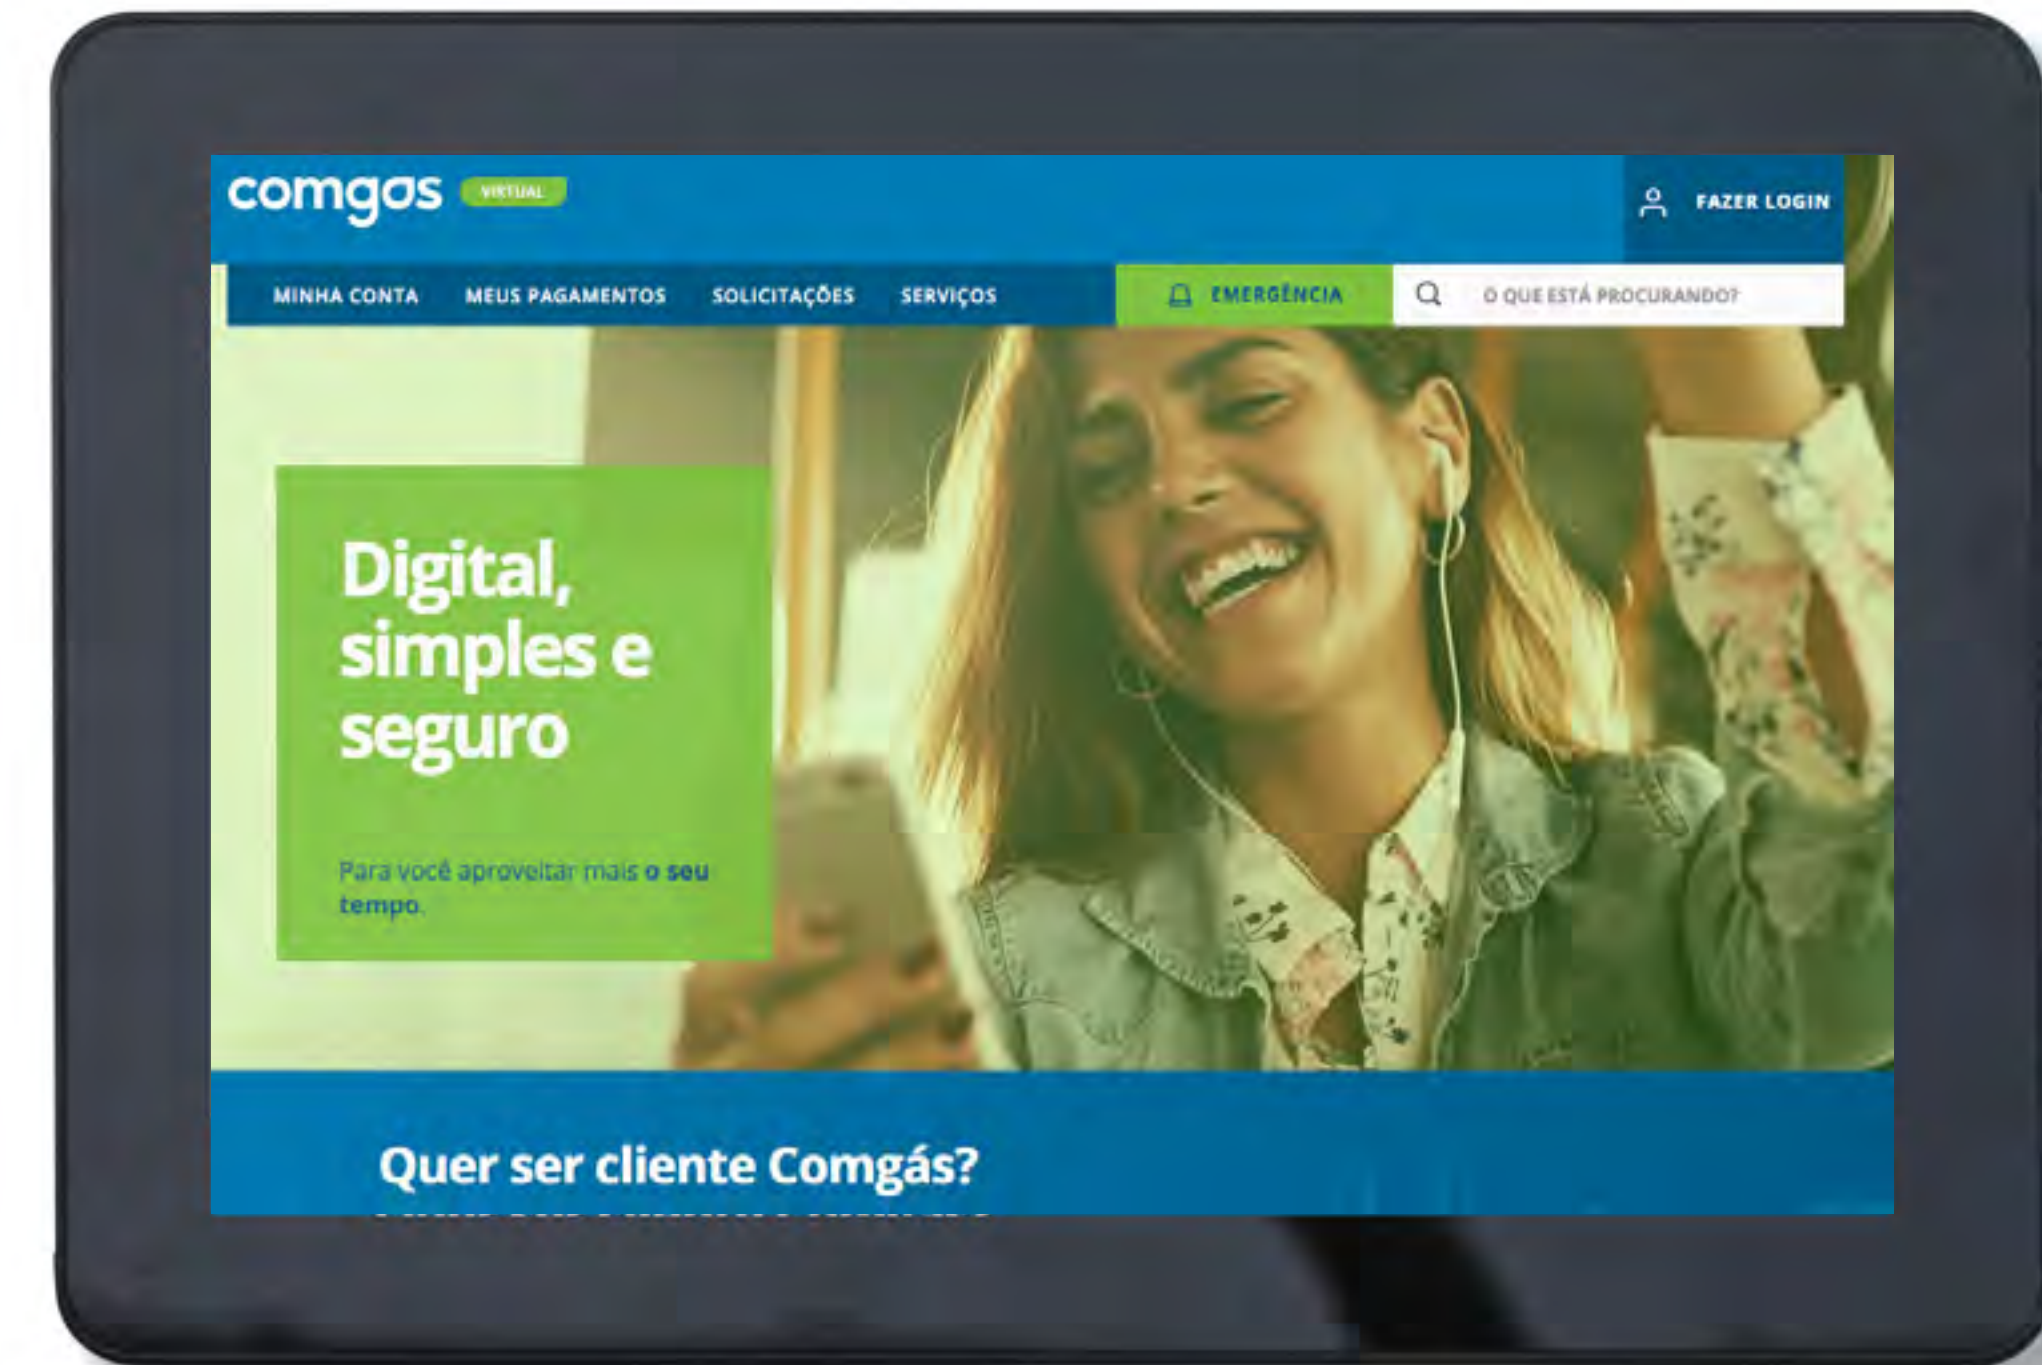 comgas VIRTUAL
FAZER LOGIN
MINHA CONTA MEUS PAGAMENTOS SOLICITAÇÕES SERVIÇOS EMERGÊNCIA O QUE ESTÁ PROCURANDO?
Digital,
simples e
seguro
Para você aproveitar mais o seu
tempo.
Quer ser cliente Comgás?